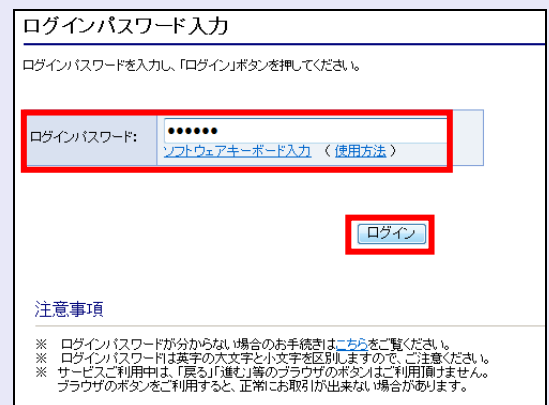 ログインパスワード入力
ログインパスワードを入力し、「ログイン」ボタンを押してください。
ログインパスワード:
●●●●●●
ソフトウェアキーボード入力 （使用方法）
ログイン
注意事項
※ ログインパスワードが分からない場合のお手続きはこちらをご覧ください。
※ ログインパスワードは英字の大文字と小文字を区別しますので、ご注意ください。
※ サービスご利用中は、「戻る」「進む」等のブラウザのボタンはご利用頂けません。
ブラウザのボタンをご利用すると、正常にお取引が出来ない場合があります。